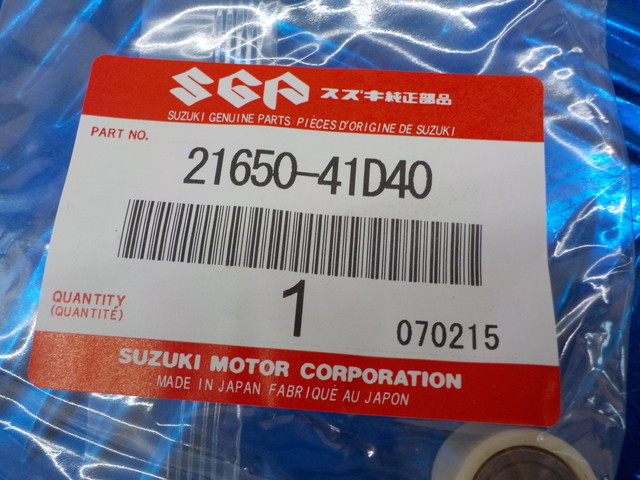 SGP スズキ純正部品
SUZUKI GENUINE PARTS PIÈCES D'ORIGINE DE SUZUKI
PART NO.
21650-41D40
QUANTITY
(QUANTITÉ)
1
070215
SUZUKI MOTOR CORPORATION
MADE IN JAPAN FABRIQUÉ AU JAPON